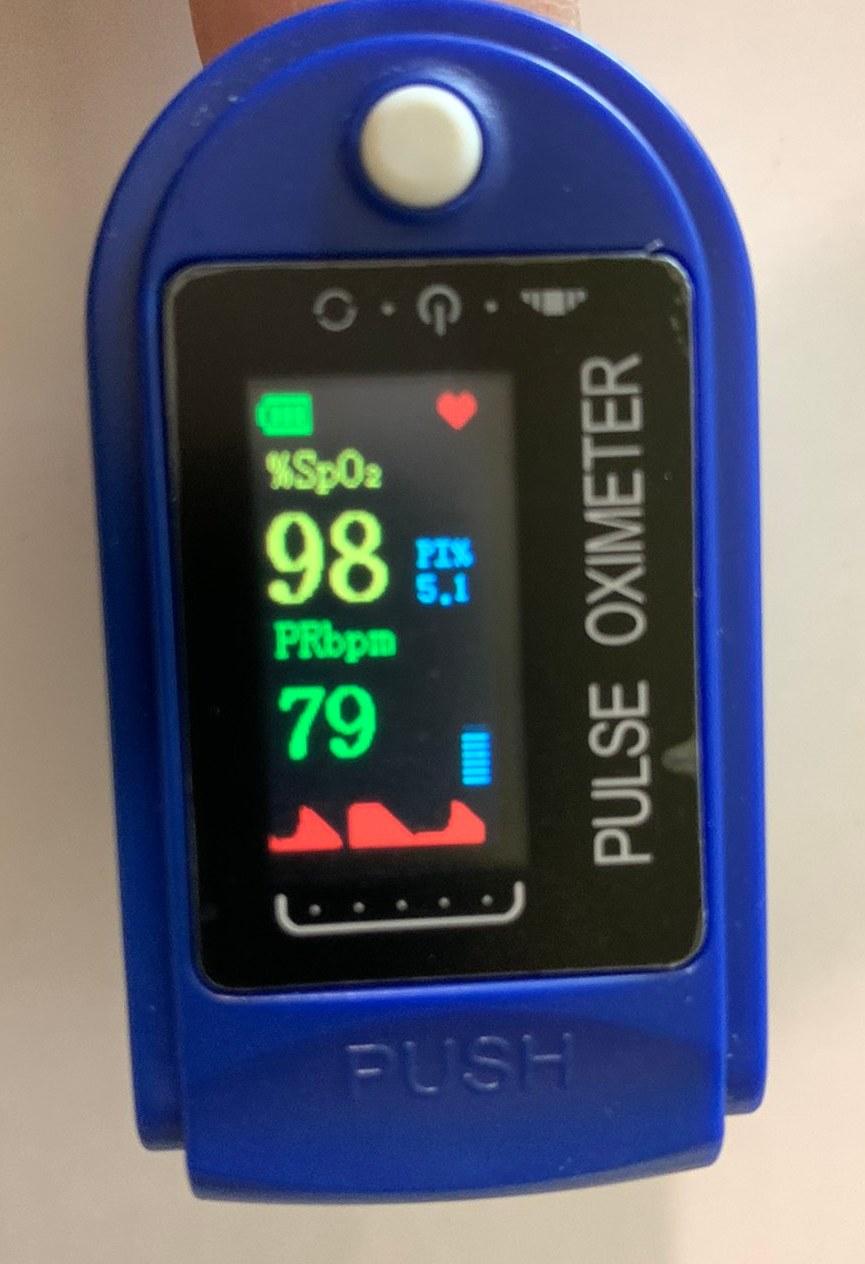 %SpO₂
98
PI%
5.1
PRbpm
79
PULSE OXIMETER
PUSH